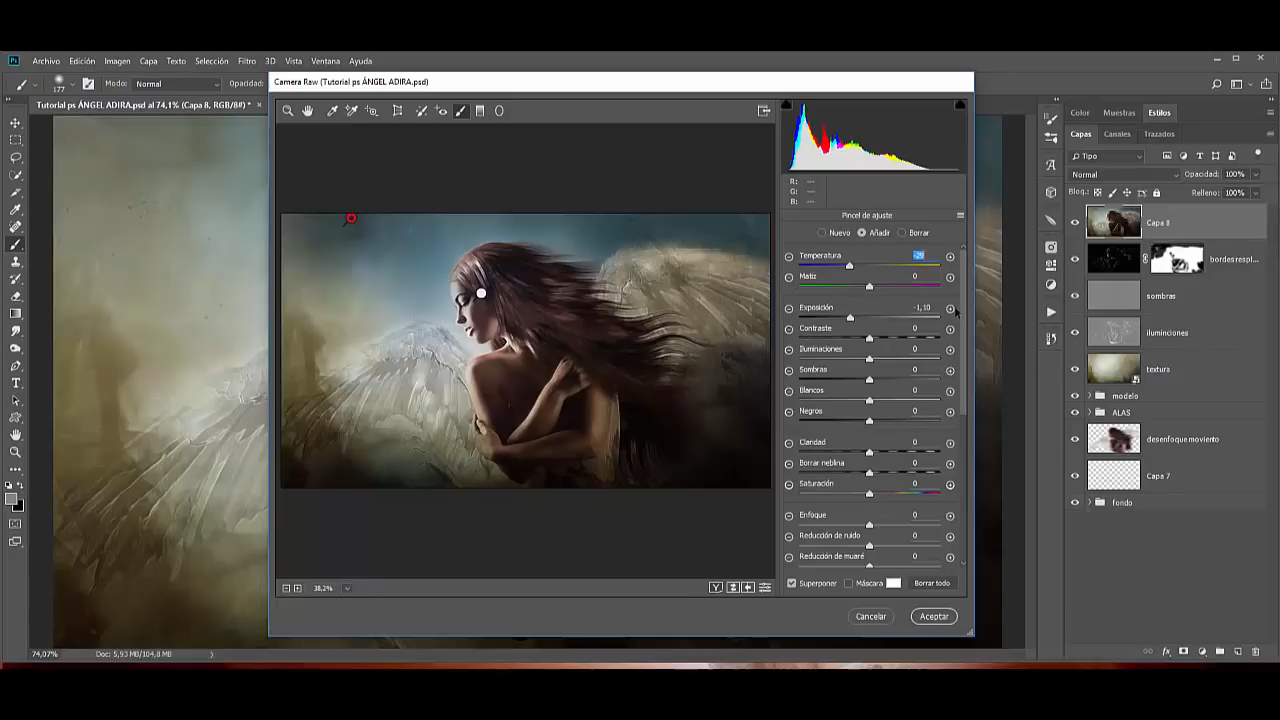 Ps Archivo Edición Imagen Capa Texto Selección Filtro 3D Vista Ventana Ayuda
177 Modo: Normal Opacidad:
Camera Raw (Tutorial ps ÁNGEL ADIRA.psd)
Tutorial ps ÁNGEL ADIRA.psd al 74,1% (Capa 8, RGB/8#) *
R: ---
G: ---
B: ---
Pincel de ajuste
Nuevo Añadir Borrar
Temperatura -29
Matiz 0
Exposición -1,10
Contraste 0
Iluminaciones 0
Sombras 0
Blancos 0
Negros 0
Claridad 0
Borrar neblina 0
Saturación 0
Enfoque 0
Reducción de ruido 0
Reducción de muaré 0
38,2%
Y
Superponer Máscara Borrar todo
Cancelar Aceptar
Color Muestras Estilos
Capas Canales Trazados
Tipo
Normal Opacidad: 100%
Bloq.: Relleno: 100%
Capa 8
bordesrespl...
sombras
iluminciones
textura
modelo
ALAS
desenfoque moviento
Capa 7
fondo
fx
74,07% Doc: 5,93 MB/104,8 MB